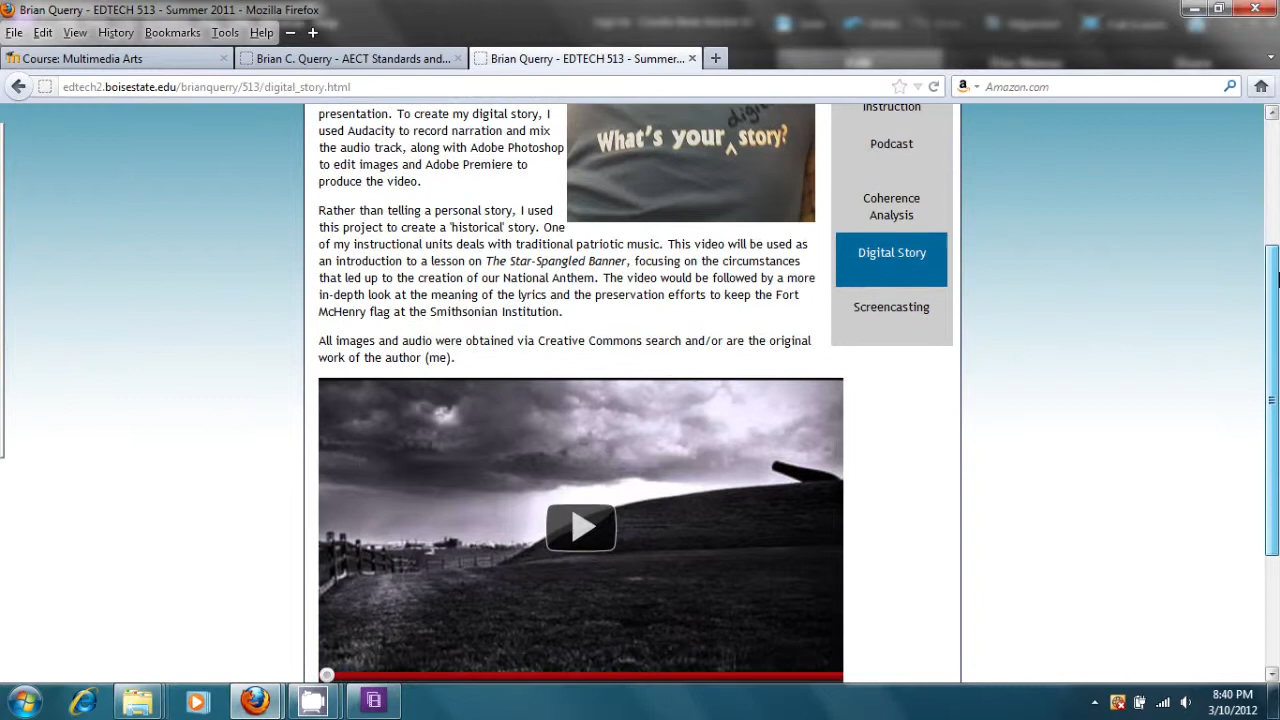 Brian Querry - EDTECH 513 - Summer 2011 - Mozilla Firefox
File Edit View History Bookmarks Tools Help
Course: Multimedia Arts
Brian C. Querry - AECT Standards and...
Brian Querry - EDTECH 513 - Summer...
edtech2.boisestate.edu/brianquerry/513/digital_story.html
Amazon.com
presentation. To create my digital story, I
used Audacity to record narration and mix
the audio track, along with Adobe Photoshop
to edit images and Adobe Premiere to
produce the video.
digital
What's your story?
Rather than telling a personal story, I used
this project to create a 'historical' story. One
of my instructional units deals with traditional patriotic music. This video will be used as
an introduction to a lesson on The Star-Spangled Banner, focusing on the circumstances
that led up to the creation of our National Anthem. The video would be followed by a more
in-depth look at the meaning of the lyrics and the preservation efforts to keep the Fort
McHenry flag at the Smithsonian Institution.
All images and audio were obtained via Creative Commons search and/or are the original
work of the author (me).
Instruction
Podcast
Coherence
Analysis
Digital Story
Screencasting
8:40 PM
3/10/2012